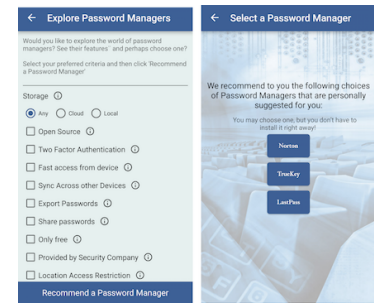 Explore Password Managers
Would you like to explore the world of password
managers? See their features` and perhaps choose one?
Select your preferred criteria and then click 'Recommend
a Password Manager'
Storage
Any Cloud Local
Open Source
Two Factor Authentication
Fast access from device
Sync Across other Devices
Export Passwords
Share passwords
Only free
Provided by Security Company
Location Access Restriction
Recommend a Password Manager
Select a Password Manager
We recommend to you the following choices
of Password Managers that are personally
suggested for you:
You may choose one, but you don't have to
install it right away!
Norton
TrueKey
LastPass